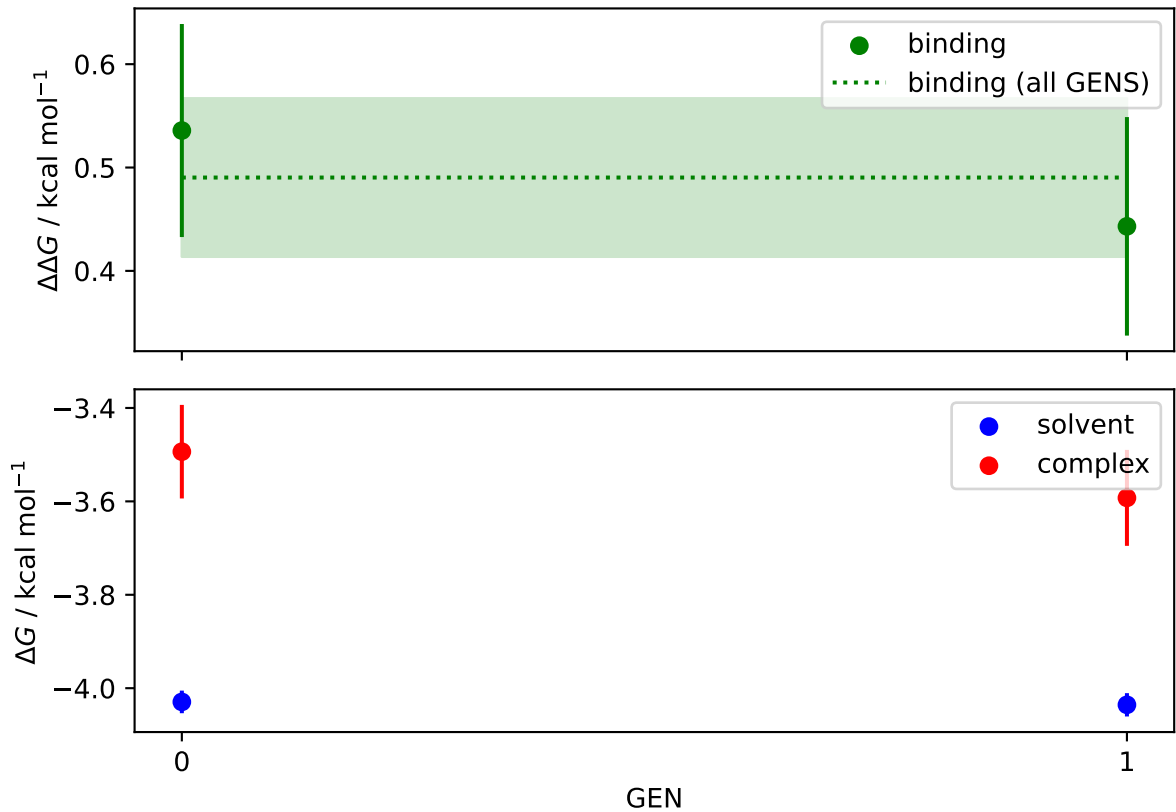 binding
binding (all GENS)
0.6
0.5
0.4
ΔΔG / kcal mol⁻¹
solvent
complex
−3.4
−3.6
−3.8
−4.0
ΔG / kcal mol⁻¹
0 1
GEN